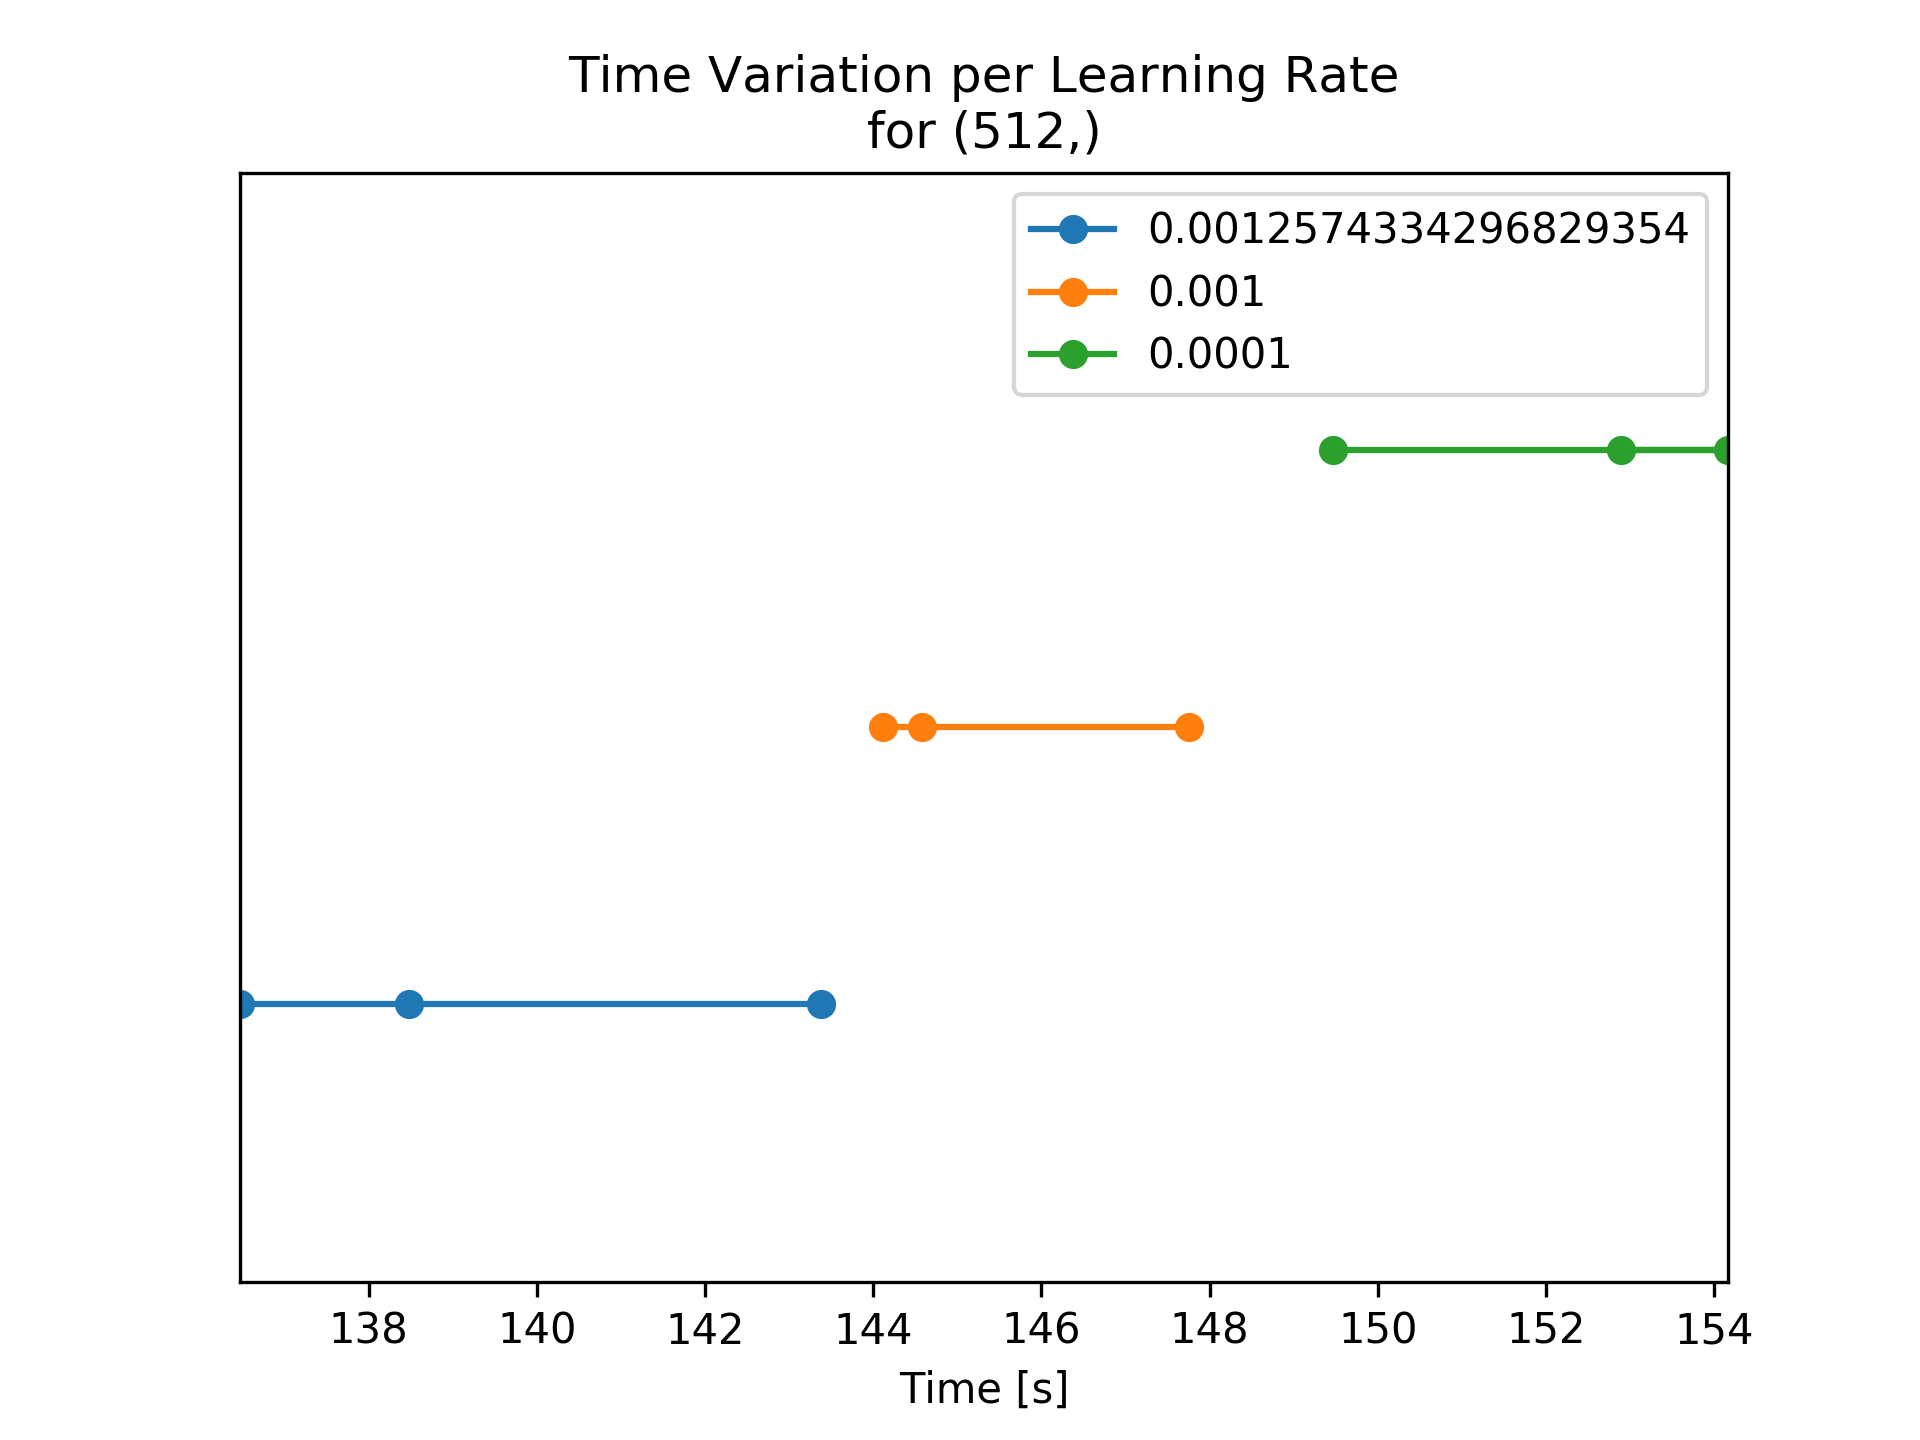 Time Variation per Learning Rate
for (512,)
0.0012574334296829354
0.001
0.0001
138 140 142 144 146 148 150 152 154
Time [s]